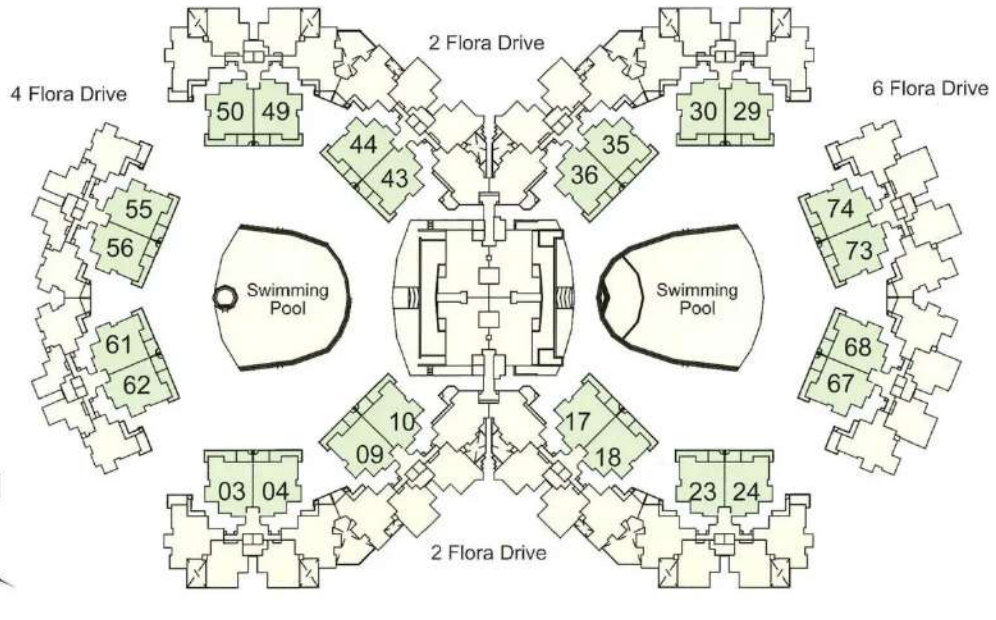 2 Flora Drive
4 Flora Drive
6 Flora Drive
50 49
30 29
44
43
35
36
55
56
74
73
Swimming
Pool
Swimming
Pool
61
62
68
67
10
09
17
18
03 04
23 24
2 Flora Drive